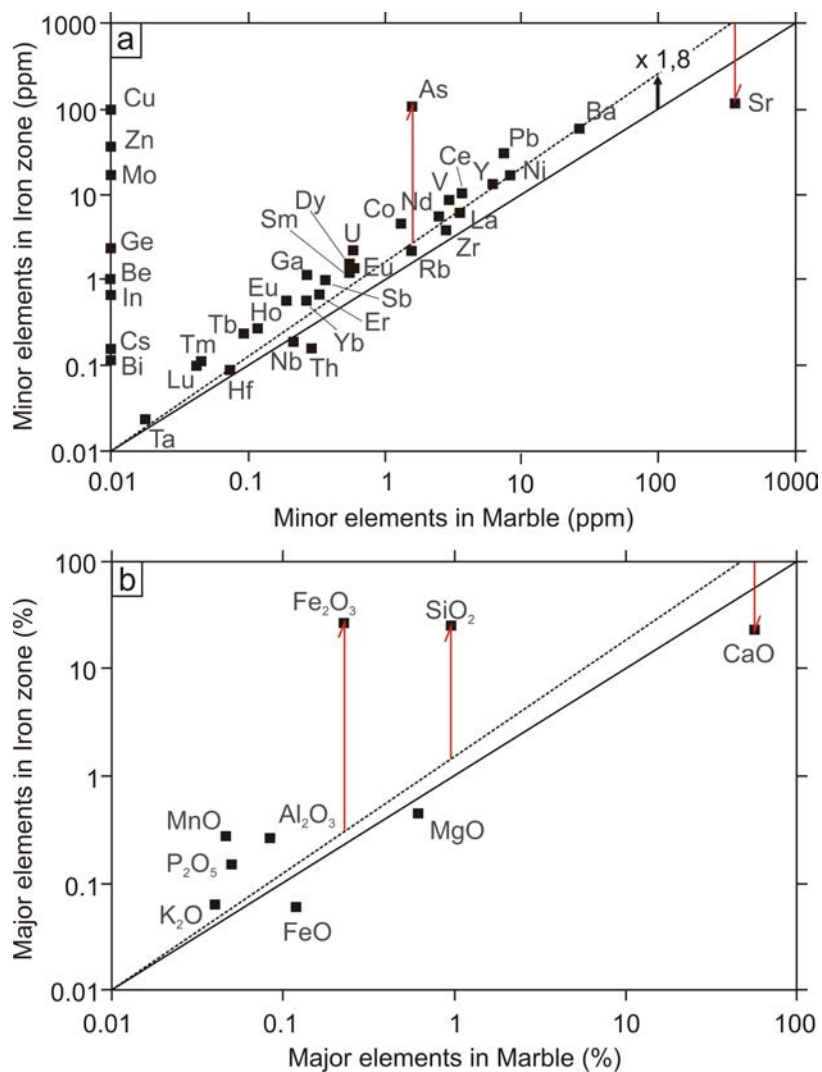 a
Minor elements in Iron zone (ppm)
1000
100
10
1
0.1
0.01
Cu
Zn
Mo
Ge
Be
In
Cs
Bi
x 1,8
As
Sr
Ba
Pb
Ce
Y
Ni
V
Nd
La
Co
Zr
Dy
Sm
U
Eu
Rb
Ga
Sb
Eu
Er
Ho
Yb
Tb
Nb
Th
Tm
Lu
Hf
Ta
0.01 0.1 1 10 100 1000
Minor elements in Marble (ppm)
b
Major elements in Iron zone (%)
100
10
1
0.1
0.01
Fe₂O₃
SiO₂
CaO
MnO
Al₂O₃
MgO
P₂O₅
K₂O
FeO
0.01 0.1 1 10 100
Major elements in Marble (%)